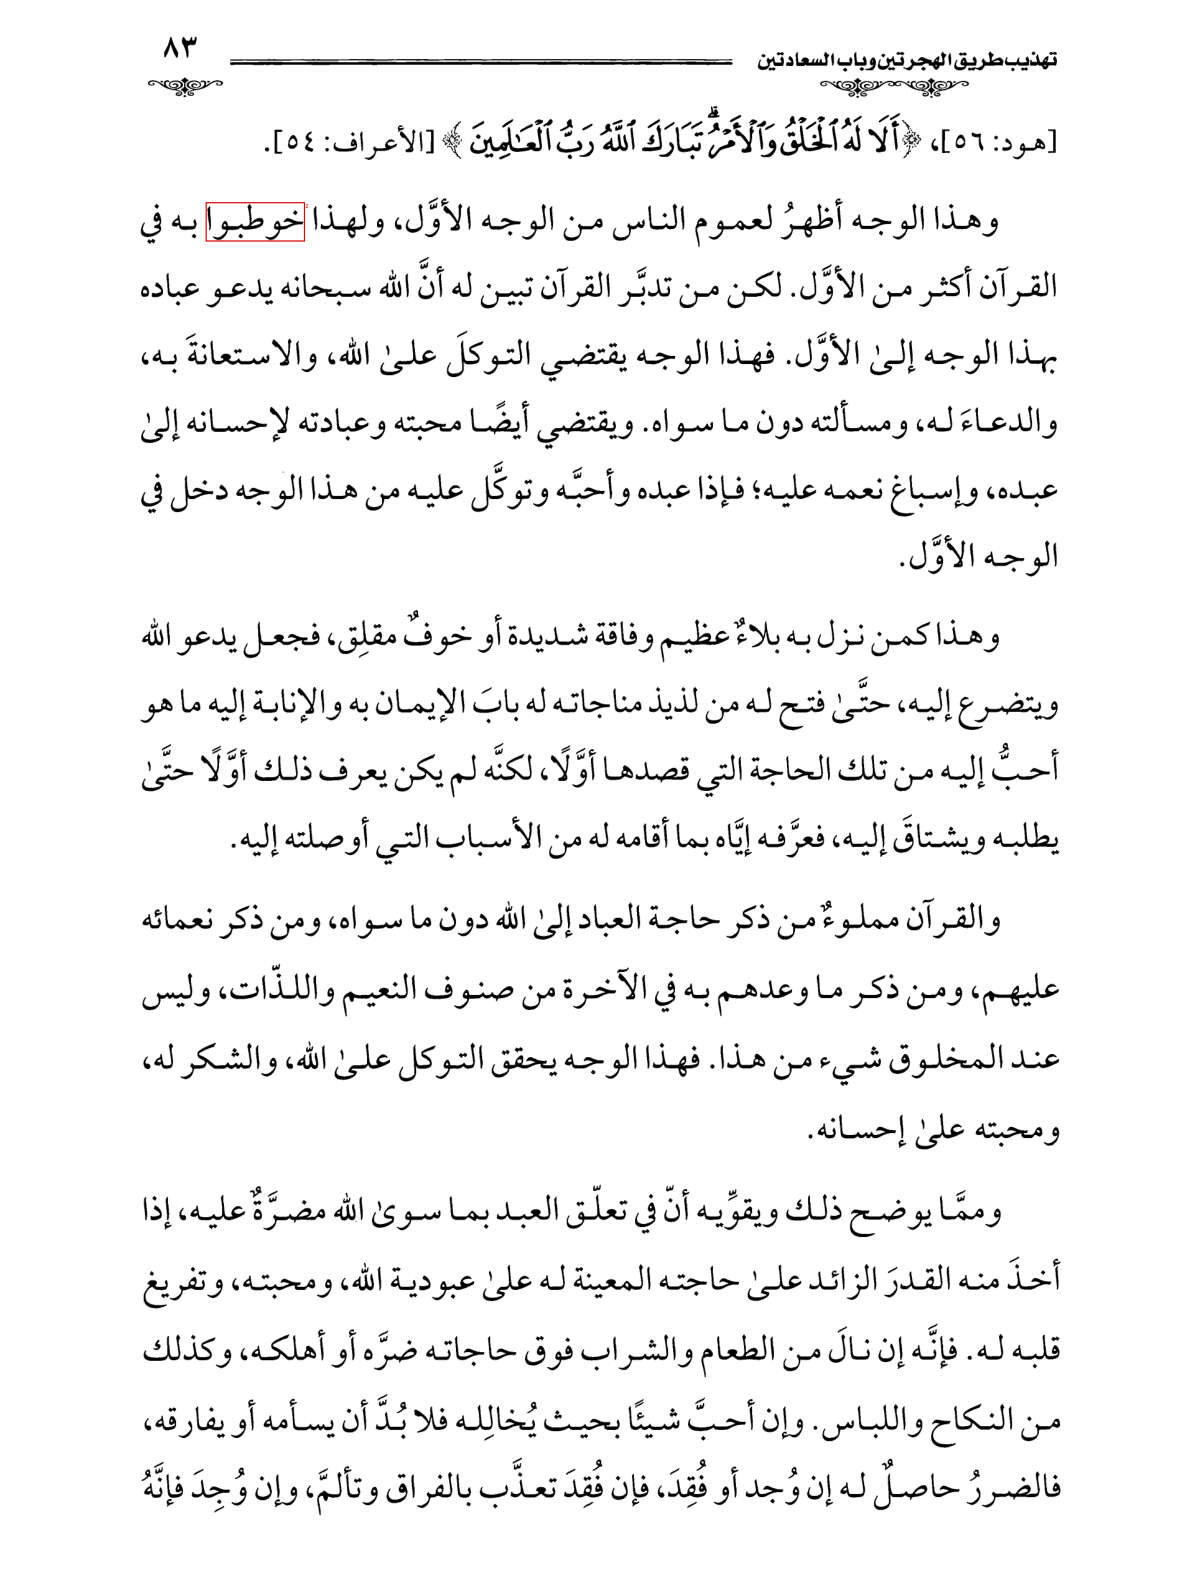 تهذيب طريق الهجرتين وباب السعادتين
٨٣
[هود: ٥٦]، ﴿أَلَا لَهُ ٱلْخَلْقُ وَٱلْأَمْرُ ۗ تَبَارَكَ ٱللَّهُ رَبُّ ٱلْعَـٰلَمِينَ﴾ [الأعراف: ٥٤].
وهذا الوجه أظهرُ لعموم الناس من الوجه الأوَّل، ولهذا خوطبوا به في
القرآن أكثر من الأوَّل. لكن من تدبَّر القرآن تبين له أنَّ الله سبحانه يدعو عباده
بهذا الوجه إلىٰ الأوَّل. فهذا الوجه يقتضي التوكلَ علىٰ الله، والاستعانةَ به،
والدعاءَ له، ومسألته دون ما سواه. ويقتضي أيضًا محبته وعبادته لإحسانه إلىٰ
عبده، وإسباغ نعمه عليه؛ فإذا عبده وأحبَّه وتوكَّل عليه من هذا الوجه دخل في
الوجه الأوَّل.
وهذا كمن نزل به بلاءٌ عظيم وفاقة شديدة أو خوفٌ مقلِق، فجعل يدعو الله
ويتضرع إليه، حتَّىٰ فتح له من لذيذ مناجاته له بابَ الإيمان به والإنابة إليه ما هو
أحبُّ إليه من تلك الحاجة التي قصدها أوَّلًا، لكنَّه لم يكن يعرف ذلك أوَّلًا حتَّىٰ
يطلبه ويشتاقَ إليه، فعرَّفه إيَّاه بما أقامه له من الأسباب التي أوصلته إليه.
والقرآن مملوءٌ من ذكر حاجة العباد إلىٰ الله دون ما سواه، ومن ذكر نعمائه
عليهم، ومن ذكر ما وعدهم به في الآخرة من صنوف النعيم واللذّات، وليس
عند المخلوق شيء من هذا. فهذا الوجه يحقق التوكل علىٰ الله، والشكر له،
ومحبته علىٰ إحسانه.
وممَّا يوضح ذلك ويقوِّيه أنّ في تعلّق العبد بما سوىٰ الله مضرَّةٌ عليه، إذا
أخذَ منه القدرَ الزائد علىٰ حاجته المعينة له علىٰ عبودية الله، ومحبته، وتفريغ
قلبه له. فإنَّه إن نالَ من الطعام والشراب فوق حاجاته ضرَّه أو أهلكه، وكذلك
من النكاح واللباس. وإن أحبَّ شيئًا بحيث يُخالِلـه فلا بُدَّ أن يسأمه أو يفارقه،
فالضررُ حاصلٌ له إن وُجد أو فُقِدَ، فإن فُقِدَ تعذَّب بالفراق وتألمَّ، وإن وُجِدَ فإنَّهُ